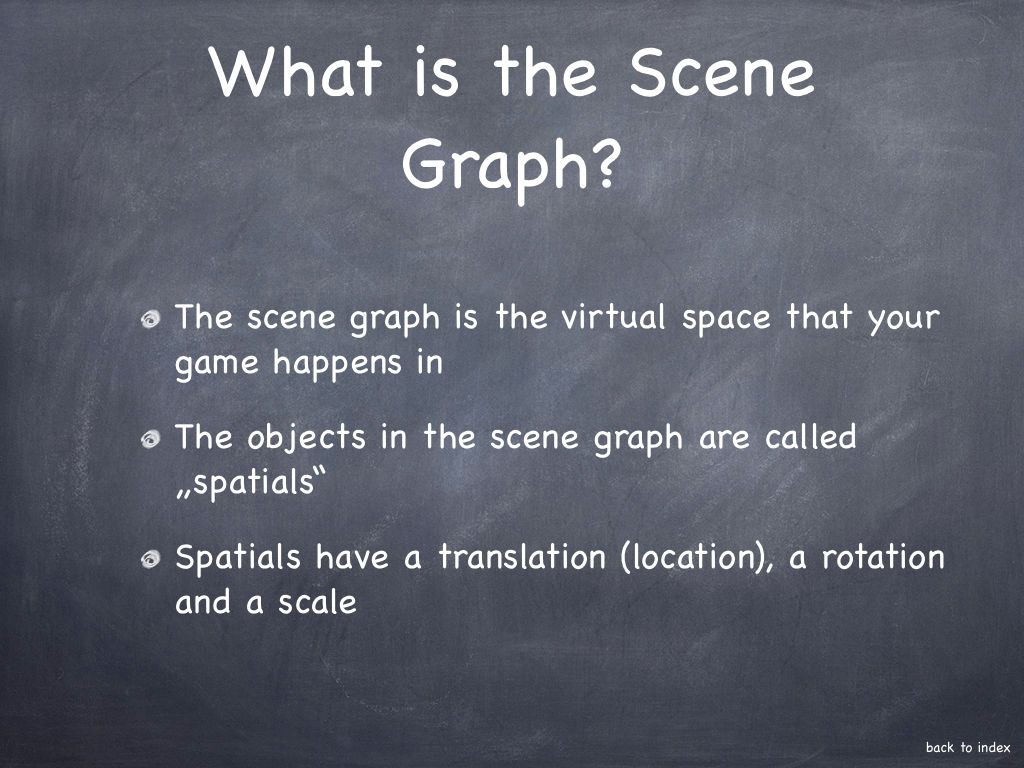 What is the Scene
Graph?
The scene graph is the virtual space that your
game happens in
The objects in the scene graph are called
„spatials“
Spatials have a translation (location), a rotation
and a scale
back to index